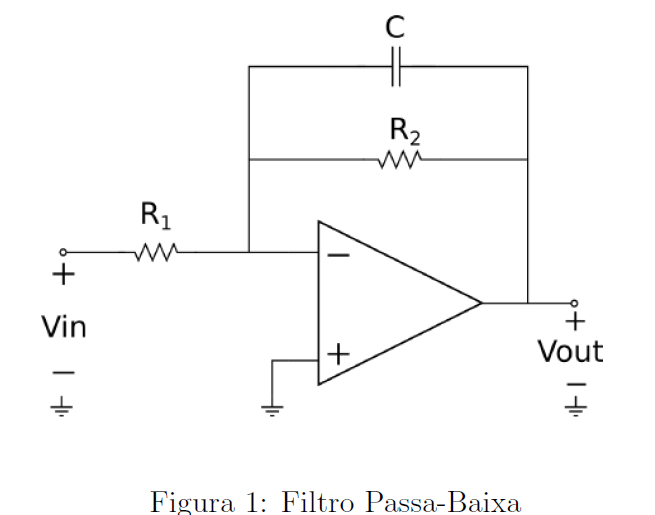 C
R₂
R₁
−
+
+
Vin
−
+
Vout
−
Figura 1: Filtro Passa-Baixa